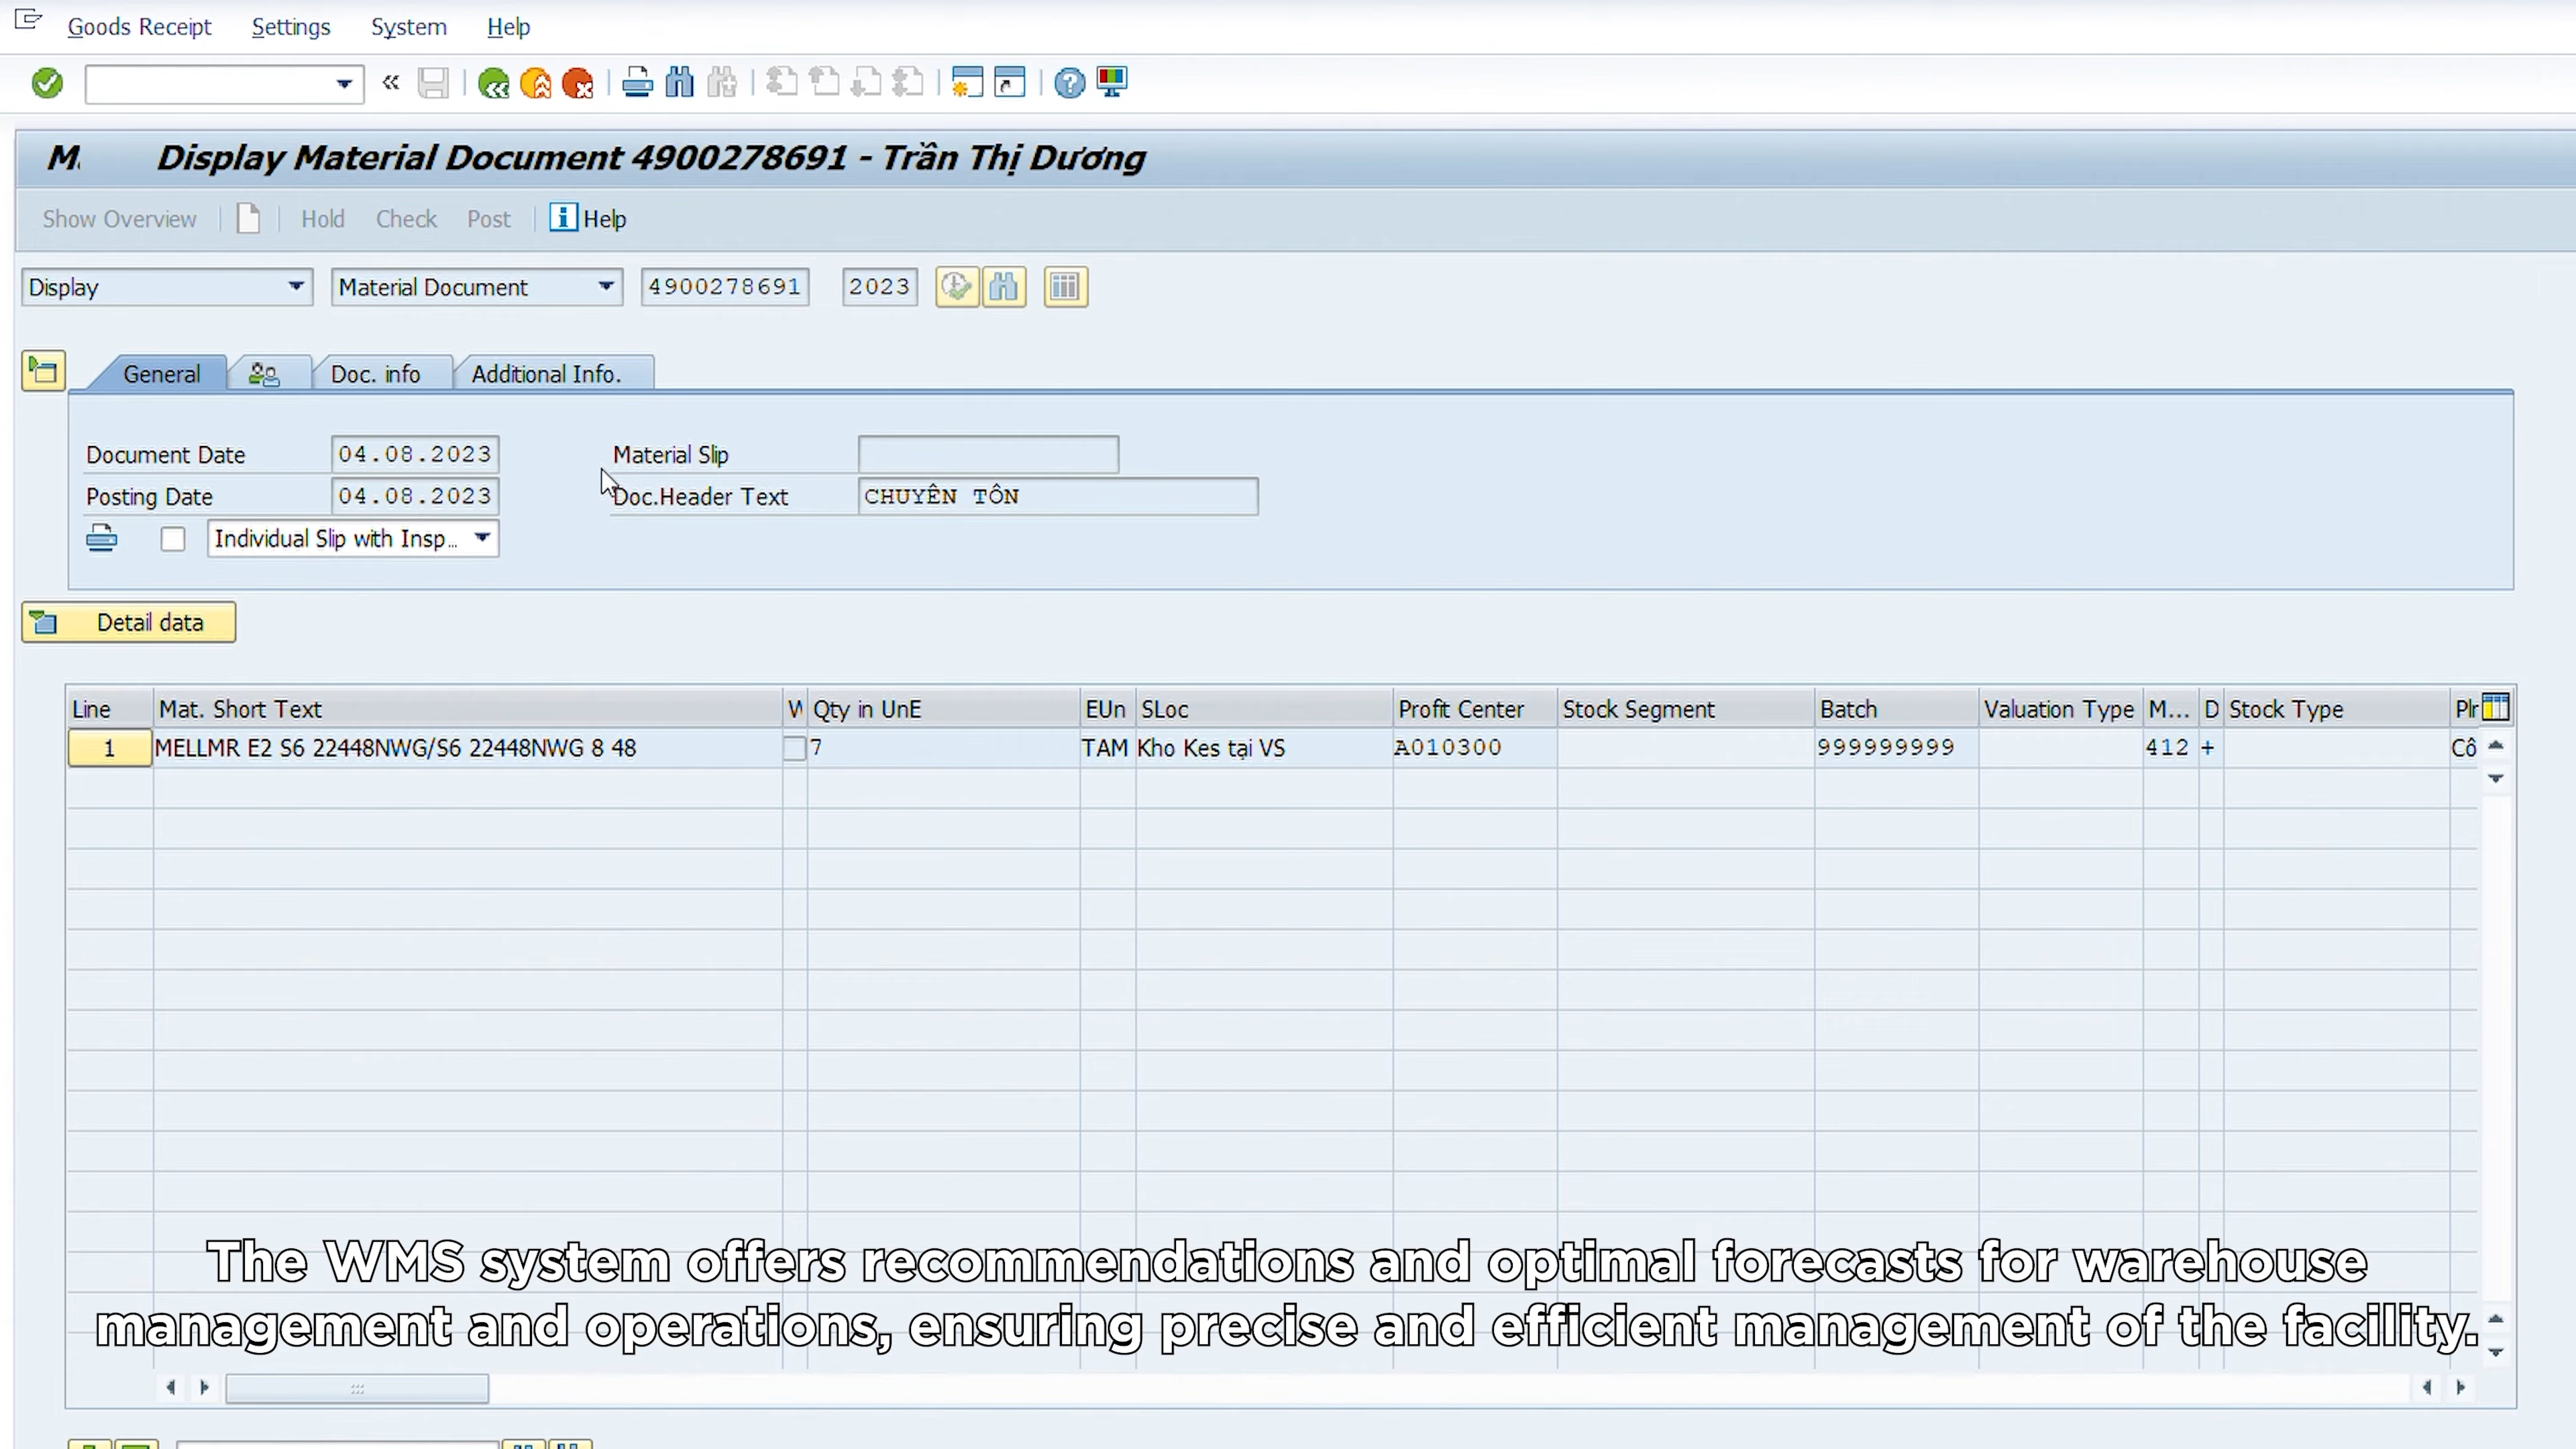 Goods Receipt Settings System Help
M. Display Material Document 4900278691 - Trần Thị Dương
Show Overview Hold Check Post Help
Display Material Document 4900278691 2023
General Doc. info Additional Info.
Document Date 04.08.2023 Material Slip
Posting Date 04.08.2023 Doc.Header Text CHUYÊN TÔN
Individual Slip with Insp...
Detail data
Line Mat. Short Text Qty in UnE EUn SLoc Profit Center Stock Segment Batch Valuation Type M... D Stock Type
1 MELLMR E2 S6 22448NWG/S6 22448NWG 8 48 7 TAM Kho Kes tại VS A010300 999999999 412 + Cô
The WMS system offers recommendations and optimal forecasts for warehouse
management and operations, ensuring precise and efficient management of the facility.